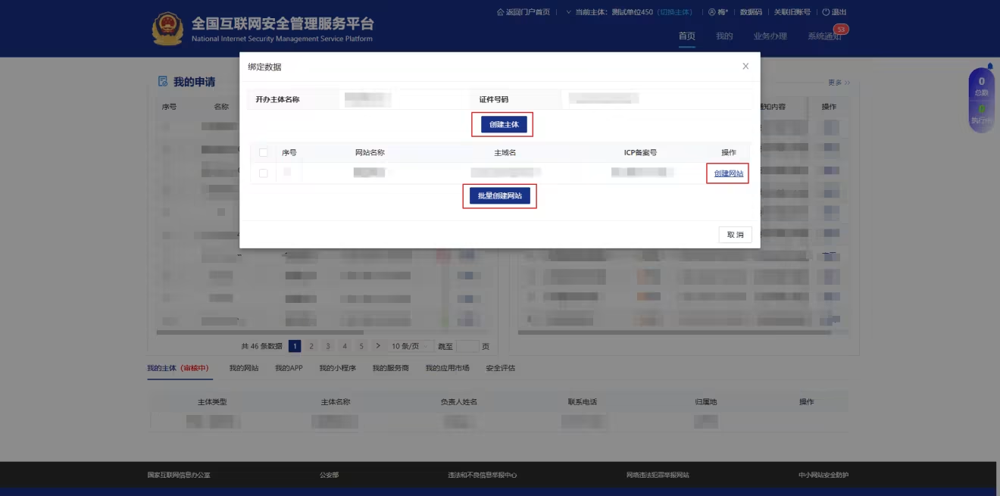 返回门户首页 当前主体：测试单位450 (切换主体) 梅* 数据码 关联旧账号 退出
全国互联网安全管理服务平台
National Internet Security Management Service Platform
首页 我的 业务办理 系统通知 53
绑定数据
我的申请
更多 >>
0
总数
开办主体名称 证件号码
序号 名称
通知内容 操作
0
执行中
创建主体
序号 网站名称 主域名 ICP备案号 操作
创建网站
批量创建网站
取 消
共 46 条数据 1 2 3 4 5 > 10 条/页 跳至 页
我的主体（审核中） 我的网站 我的APP 我的小程序 我的服务商 我的应用市场 安全评估
主体类型 主体名称 负责人姓名 联系电话 归属地 操作
国家互联网信息办公室 公安部 违法和不良信息举报中心 网络违法犯罪举报网站 中小网站安全防护